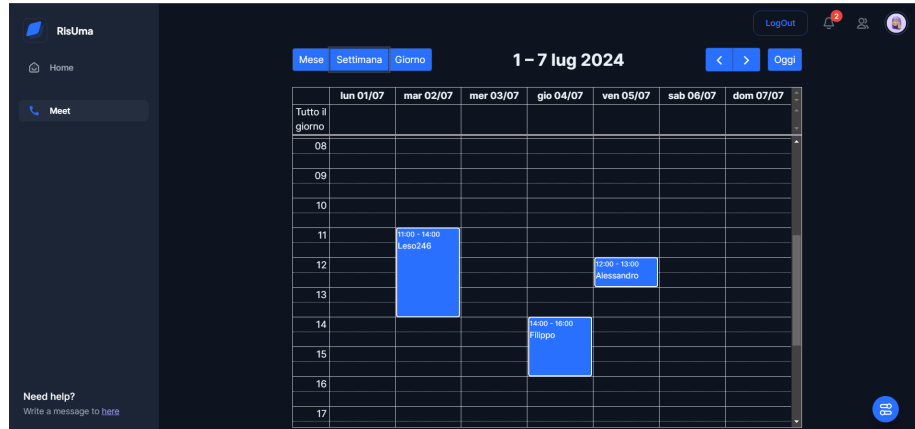 RisUma
LogOut
2
Home
Meet
Mese Settimana Giorno
1 – 7 lug 2024
Oggi
lun 01/07 mar 02/07 mer 03/07 gio 04/07 ven 05/07 sab 06/07 dom 07/07
Tutto il
giorno
08
09
10
11
11:00 - 14:00
Leso246
12
12:00 - 13:00
Alessandro
13
14
14:00 - 16:00
Filippo
15
16
17
Need help?
Write a message to here